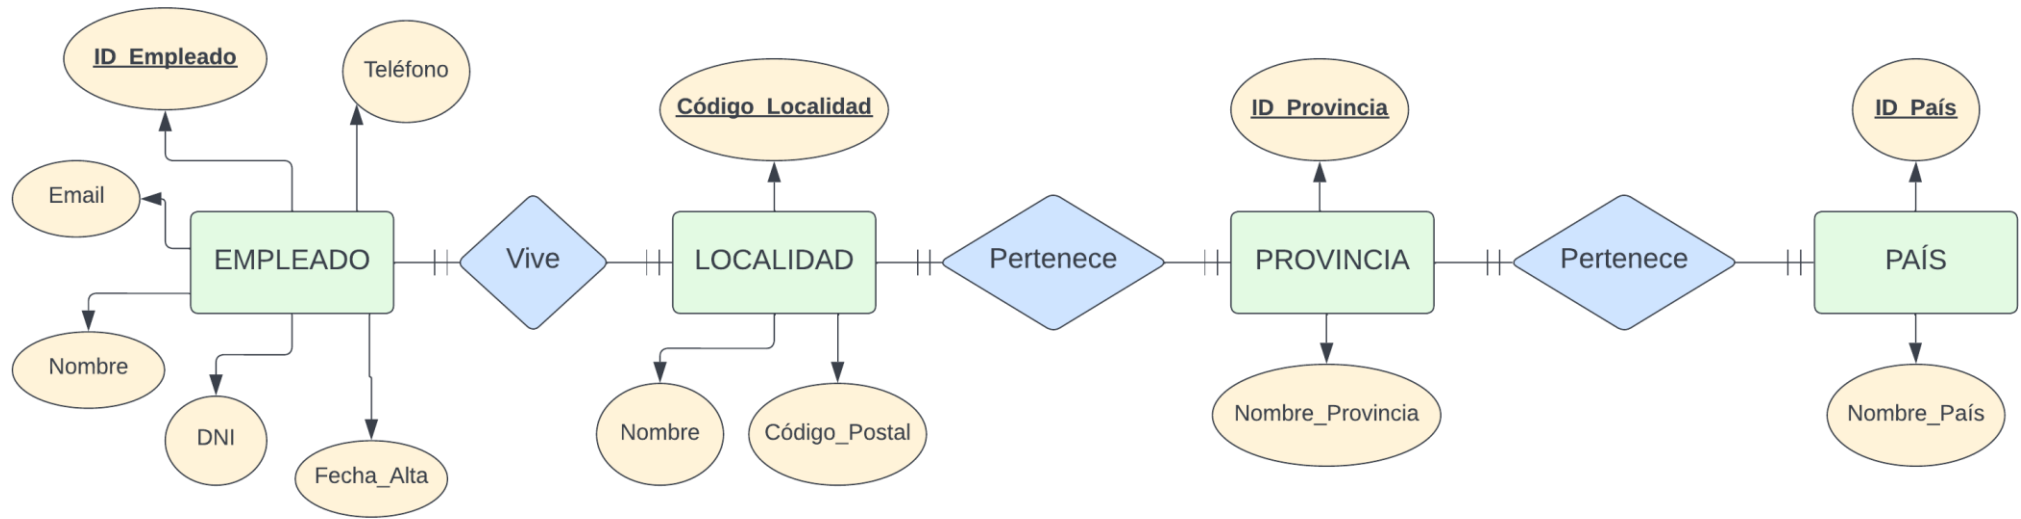 ID_Empleado
Teléfono
Código_Localidad
ID_Provincia
ID_País
Email
EMPLEADO
Vive
LOCALIDAD
Pertenece
PROVINCIA
Pertenece
PAÍS
Nombre
DNI
Fecha_Alta
Nombre
Código_Postal
Nombre_Provincia
Nombre_País